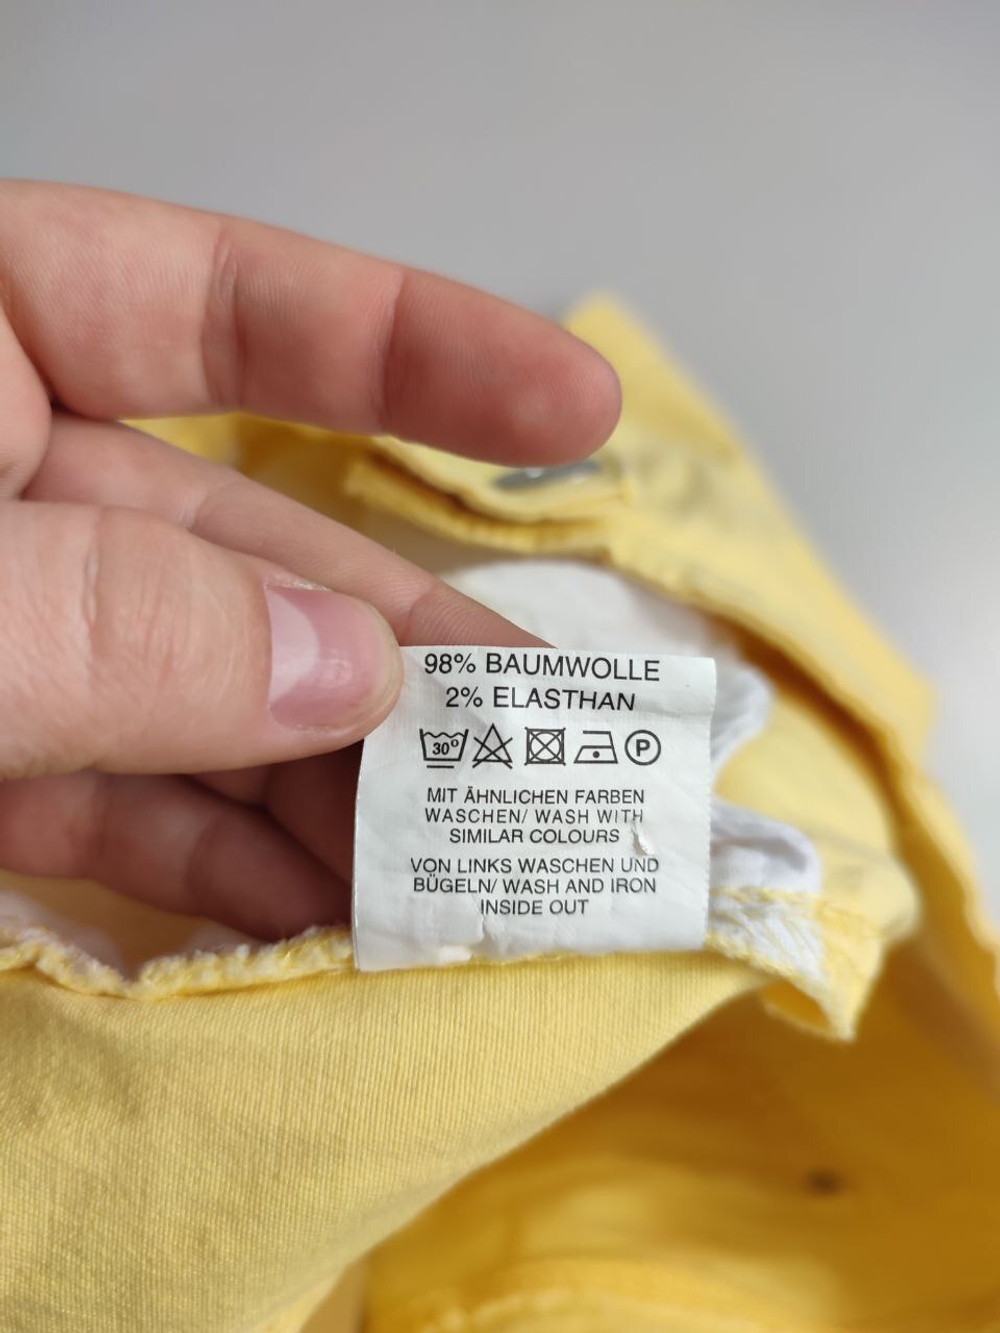 98% BAUMWOLLE
2% ELASTHAN
30° P
MIT ÄHNLICHEN FARBEN
WASCHEN/ WASH WITH
SIMILAR COLOURS
VON LINKS WASCHEN UND
BÜGELN/ WASH AND IRON
INSIDE OUT